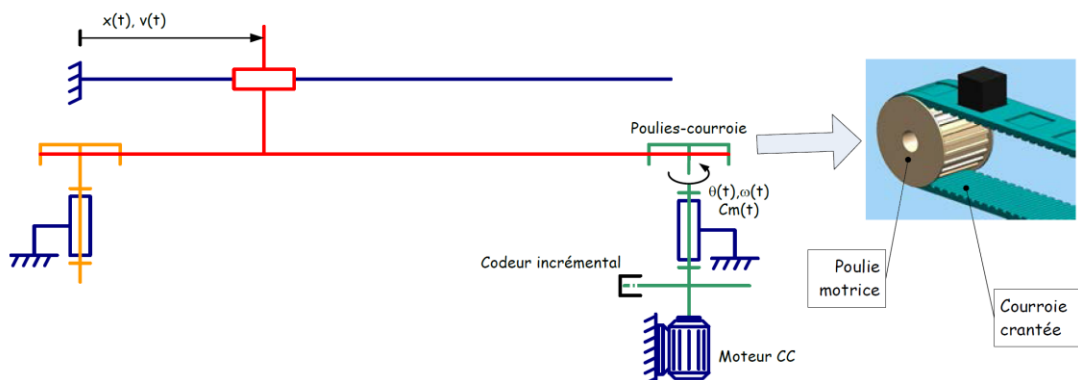 x(t), v(t)
Poulies-courroie
θ(t),ω(t)
Cm(t)
Codeur incrémental
Moteur CC
Poulie
motrice
Courroie
crantée